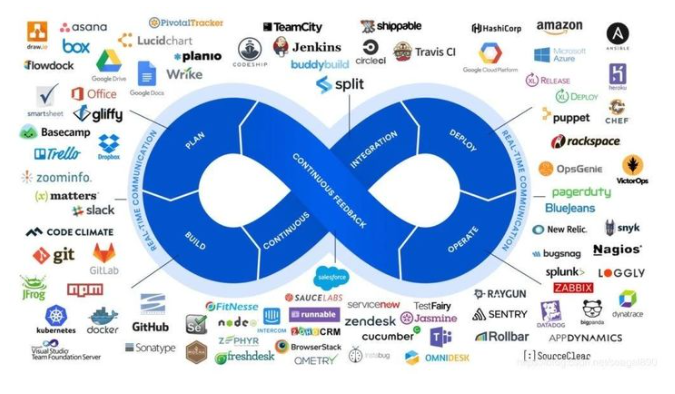 draw.io
asana
PivotalTracker
box
Lucidchart
planio
flowdock
Google Drive
Google Docs
Wrike
smartsheet
Office
gliffy
Basecamp
Trello
Dropbox
zoominfo.
{x} matters
slack
CODE CLIMATE
git
GitLab
JFrog
npm
kubernetes
docker
GitHub
Visual Studio
Team Foundation Server
Sonatype
TeamCity
shippable
CODESHIP
Jenkins
circleci
Travis CI
buddybuild
split
HashiCorp
amazon
ANSIBLE
Google Cloud Platform
Microsoft
Azure
heroku
XL RELEASE
XL DEPLOY
puppet
CHEF
rackspace
OpsGenie
VictorOps
pagerduty
BlueJeans
New Relic.
snyk
bugsnag
Nagios
splunk>
LOGGLY
ZABBIX
RAYGUN
SENTRY
DATADOG
bigpanda
dynatrace
Rollbar
APPDYNAMICS
[:]SourceClear
REAL-TIME COMMUNICATION
PLAN
BUILD
CONTINUOUS
INTEGRATION
CONTINUOUS FEEDBACK
DEPLOY
OPERATE
REAL-TIME COMMUNICATION
salesforce
FitNesse
SAUCELABS
servicenow
TestFairy
Se
node
INTERCOM
runnable
zendesk
Jasmine
ZOHO CRM
cucumber
ZEPHYR
BrowserStack
freshdesk
QMETRY
instabug
OMNIDESK